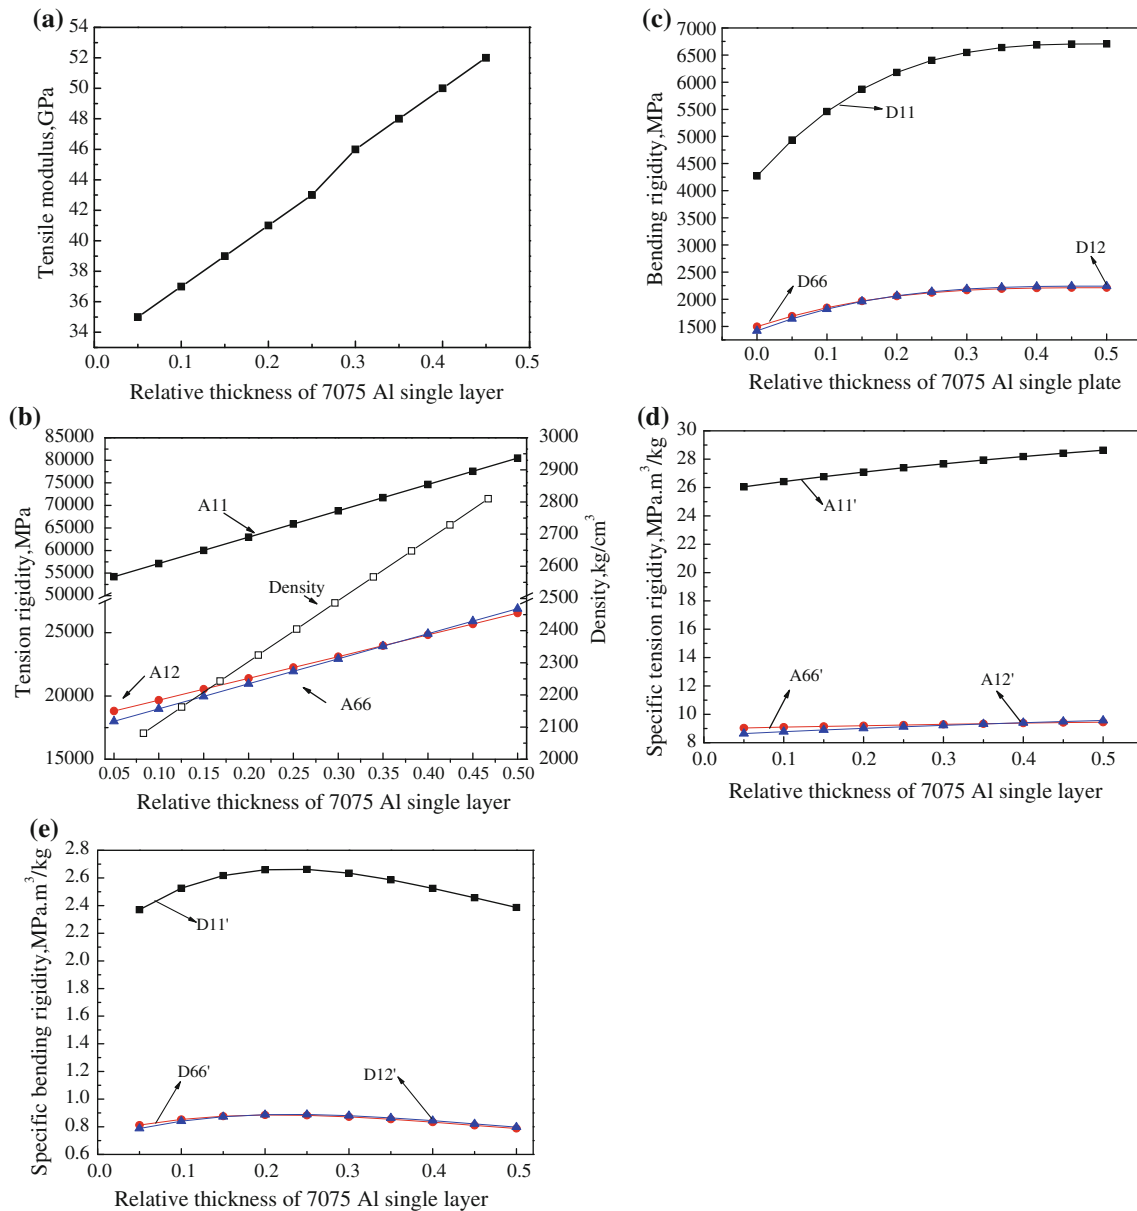 (a)
54
52
50
48
46
44
42
40
38
36
34
Tensile modulus,GPa
0.0 0.1 0.2 0.3 0.4 0.5
Relative thickness of 7075 Al single layer
(c)
7000
6500
6000
5500
5000
4500
4000
3500
3000
2500
2000
1500
Bending rigidity,MPa
D11
D66
D12
0.0 0.1 0.2 0.3 0.4 0.5
Relative thickness of 7075 Al single plate
(b)
85000
80000
75000
70000
65000
60000
55000
50000
25000
20000
15000
Tension rigidity,MPa
A11
Density
A12
A66
3000
2900
2800
2700
2600
2500
2400
2300
2200
2100
2000
Density,kg/cm³
0.05 0.10 0.15 0.20 0.25 0.30 0.35 0.40 0.45 0.50
Relative thickness of 7075 Al single layer
(d)
30
28
26
24
22
20
18
16
14
12
10
8
Specific tension rigidity,MPa.m³/kg
A11'
A66'
A12'
0.0 0.1 0.2 0.3 0.4 0.5
Relative thickness of 7075 Al single layer
(e)
2.8
2.6
2.4
2.2
2.0
1.8
1.6
1.4
1.2
1.0
0.8
0.6
Specific bending rigidity,MPa.m³/kg
D11'
D66'
D12'
0.0 0.1 0.2 0.3 0.4 0.5
Relative thickness of 7075 Al single layer